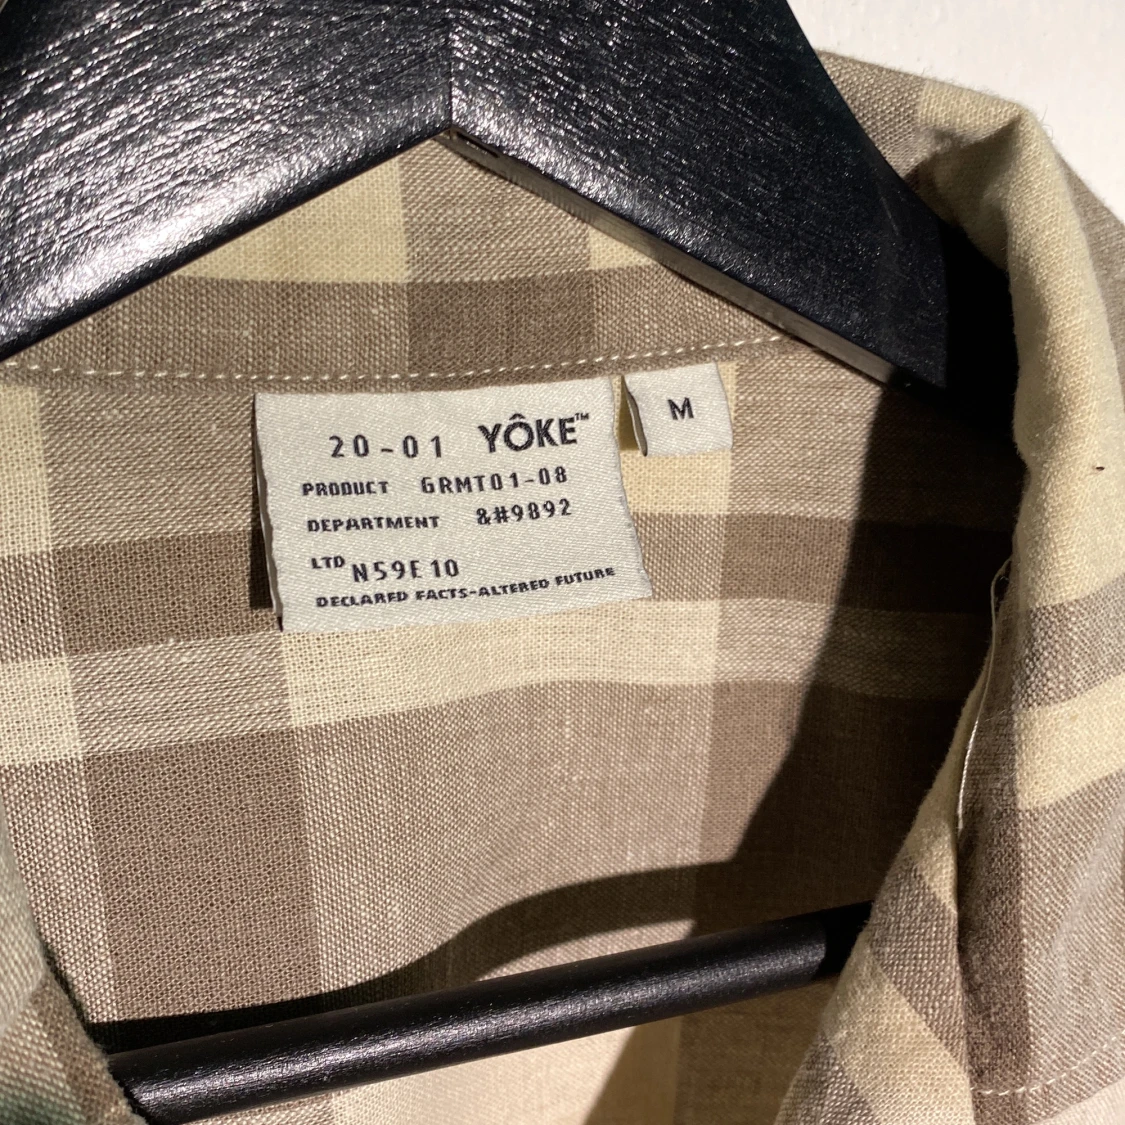 20-01 YÔKE™
PRODUCT GRMT01-08
DEPARTMENT &#9892
LTD N59E10
DECLARED FACTS-ALTERED FUTURE
M